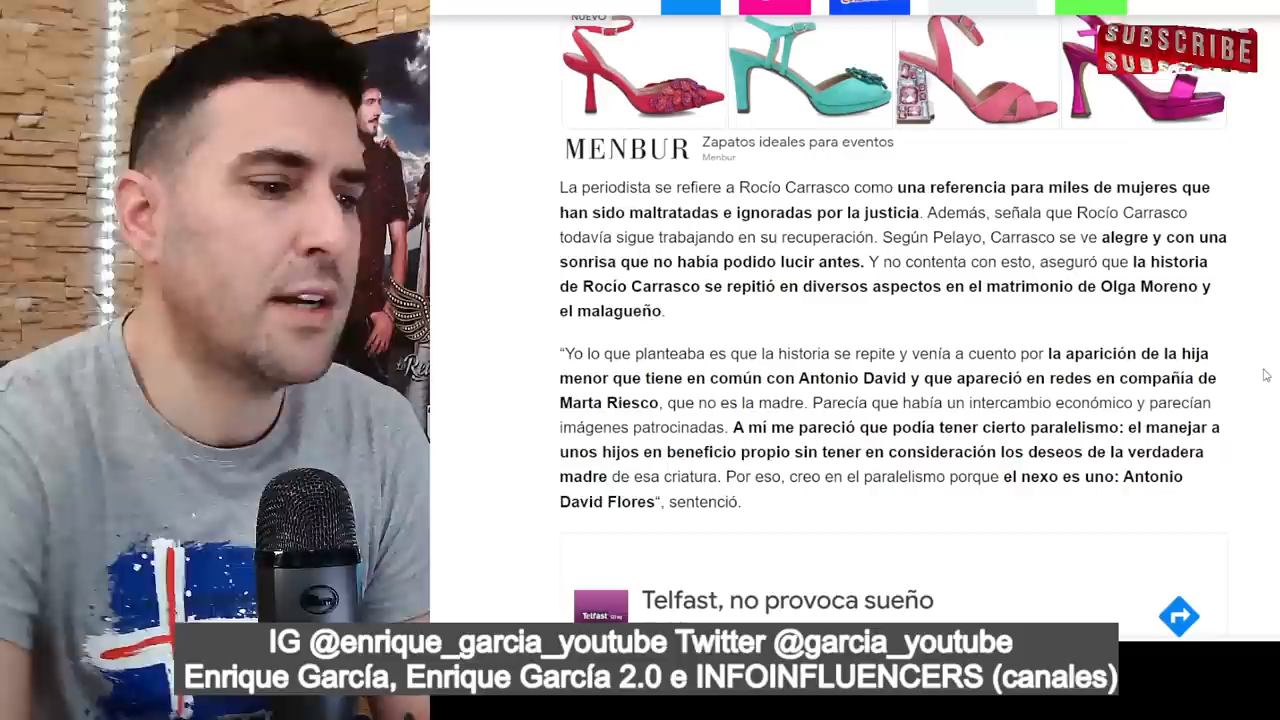 NUEVO
SUBSCRIBE
SUBS
MENBUR
Zapatos ideales para eventos
Menbur
La periodista se refiere a Rocío Carrasco como una referencia para miles de mujeres que
han sido maltratadas e ignoradas por la justicia. Además, señala que Rocío Carrasco
todavía sigue trabajando en su recuperación. Según Pelayo, Carrasco se ve alegre y con una
sonrisa que no había podido lucir antes. Y no contenta con esto, aseguró que la historia
de Rocío Carrasco se repitió en diversos aspectos en el matrimonio de Olga Moreno y
el malagueño.
“Yo lo que planteaba es que la historia se repite y venía a cuento por la aparición de la hija
menor que tiene en común con Antonio David y que apareció en redes en compañía de
Marta Riesco, que no es la madre. Parecía que había un intercambio económico y parecían
imágenes patrocinadas. A mí me pareció que podía tener cierto paralelismo: el manejar a
unos hijos en beneficio propio sin tener en consideración los deseos de la verdadera
madre de esa criatura. Por eso, creo en el paralelismo porque el nexo es uno: Antonio
David Flores“, sentenció.
Telfast, no provoca sueño
Telfast
IG @enrique_garcia_youtube Twitter @garcia_youtube
Enrique García, Enrique García 2.0 e INFOINFLUENCERS (canales)